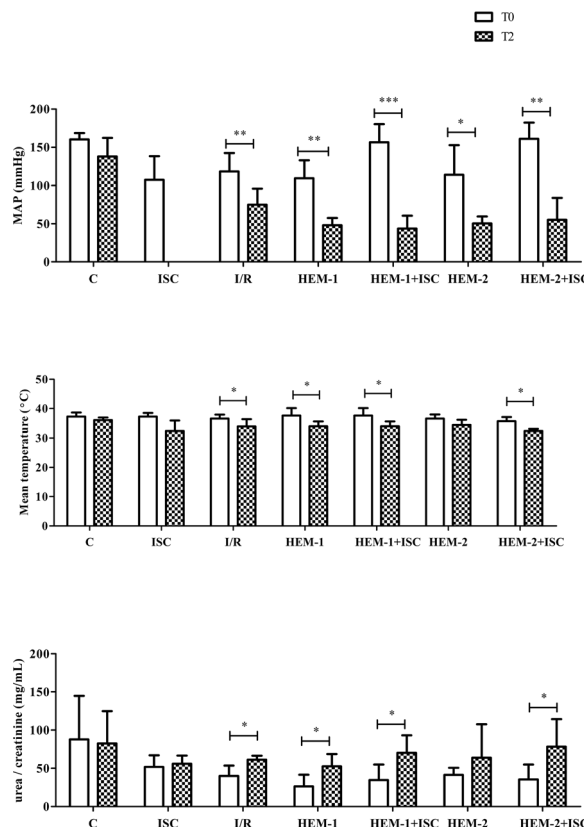 T0
T2
***
**
**
**
*
MAP (mmHg)
200
150
100
50
0
C ISC I/R HEM-1 HEM-1+ISC HEM-2 HEM-2+ISC
Mean temperature (°C)
50
40
30
20
10
0
* * * *
C ISC I/R HEM-1 HEM-1+ISC HEM-2 HEM-2+ISC
urea / creatinine (mg/mL)
200
150
100
50
0
* * * *
C ISC I/R HEM-1 HEM-1+ISC HEM-2 HEM-2+ISC